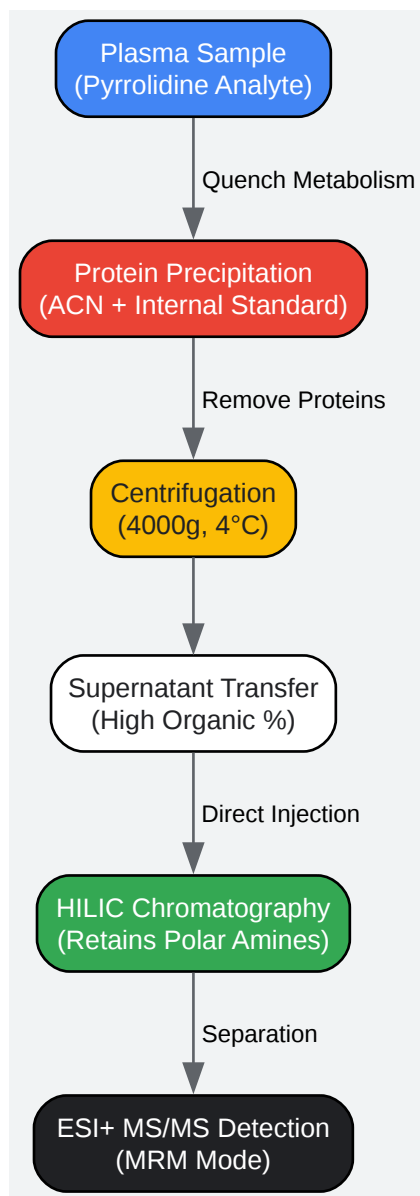 Plasma Sample
(Pyrrolidine Analyte)
Quench Metabolism
Protein Precipitation
(ACN + Internal Standard)
Remove Proteins
Centrifugation
(4000g, 4°C)
Supernatant Transfer
(High Organic %)
Direct Injection
HILIC Chromatography
(Retains Polar Amines)
Separation
ESI+ MS/MS Detection
(MRM Mode)